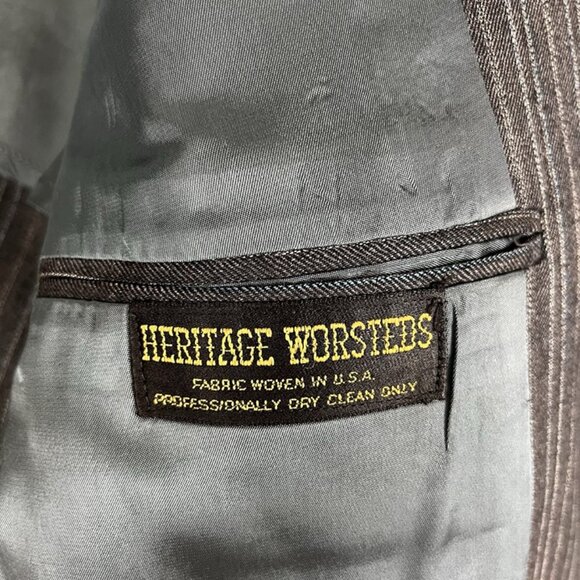 HERITAGE WORSTEDS
FABRIC WOVEN IN U.S.A.
PROFESSIONALLY DRY CLEAN ONLY